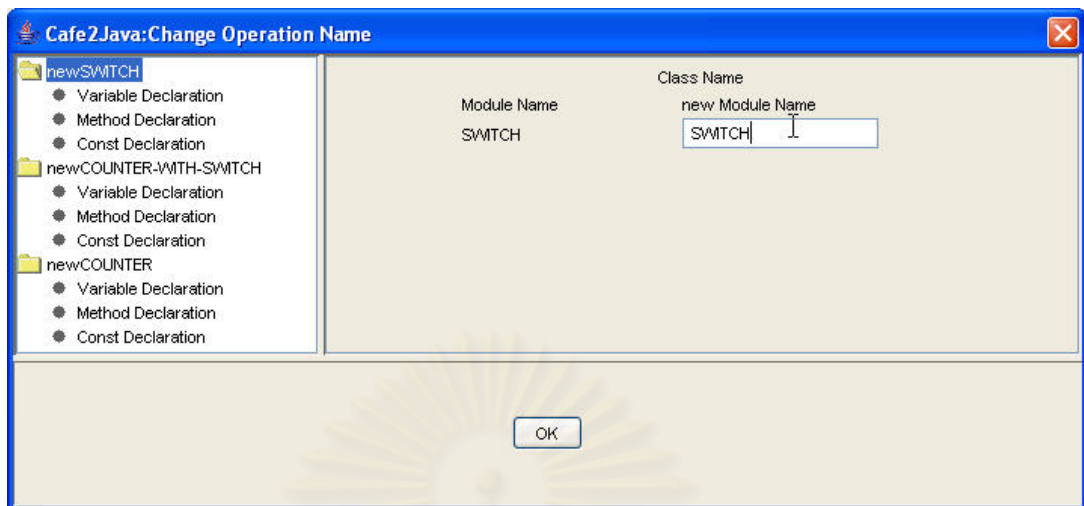 Cafe2Java:Change Operation Name
newSWITCH
Variable Declaration
Method Declaration
Const Declaration
newCOUNTER-WITH-SWITCH
Variable Declaration
Method Declaration
Const Declaration
newCOUNTER
Variable Declaration
Method Declaration
Const Declaration
Class Name
Module Name new Module Name
SWITCH SWITCH
OK